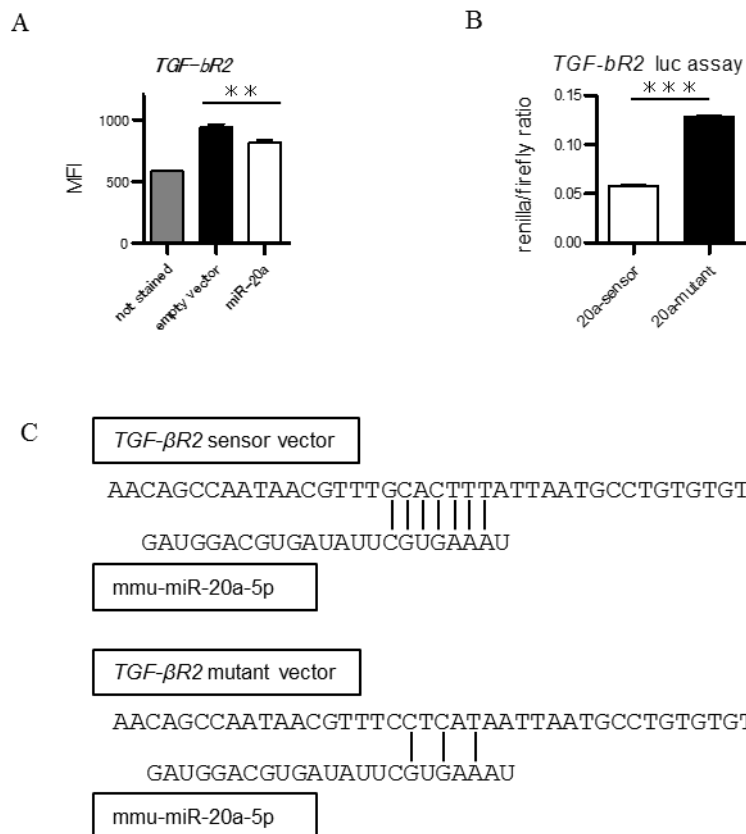 A
TGF-bR2
**
1000
500
0
MFI
not stained
empty vector
miR-20a
B
TGF-bR2 luc assay
***
0.15
0.10
0.05
0.00
renilla/firefly ratio
20a-sensor
20a-mutant
C
TGF-βR2 sensor vector
AACAGCCAATAACGTTTGCACTTTATTAATGCCTGTGTGT
GAUGGACGUGAUAUUCGUGAAAU
mmu-miR-20a-5p
TGF-βR2 mutant vector
AACAGCCAATAACGTTTCCTCATAATTAATGCCTGTGTGT
GAUGGACGUGAUAUUCGUGAAAU
mmu-miR-20a-5p